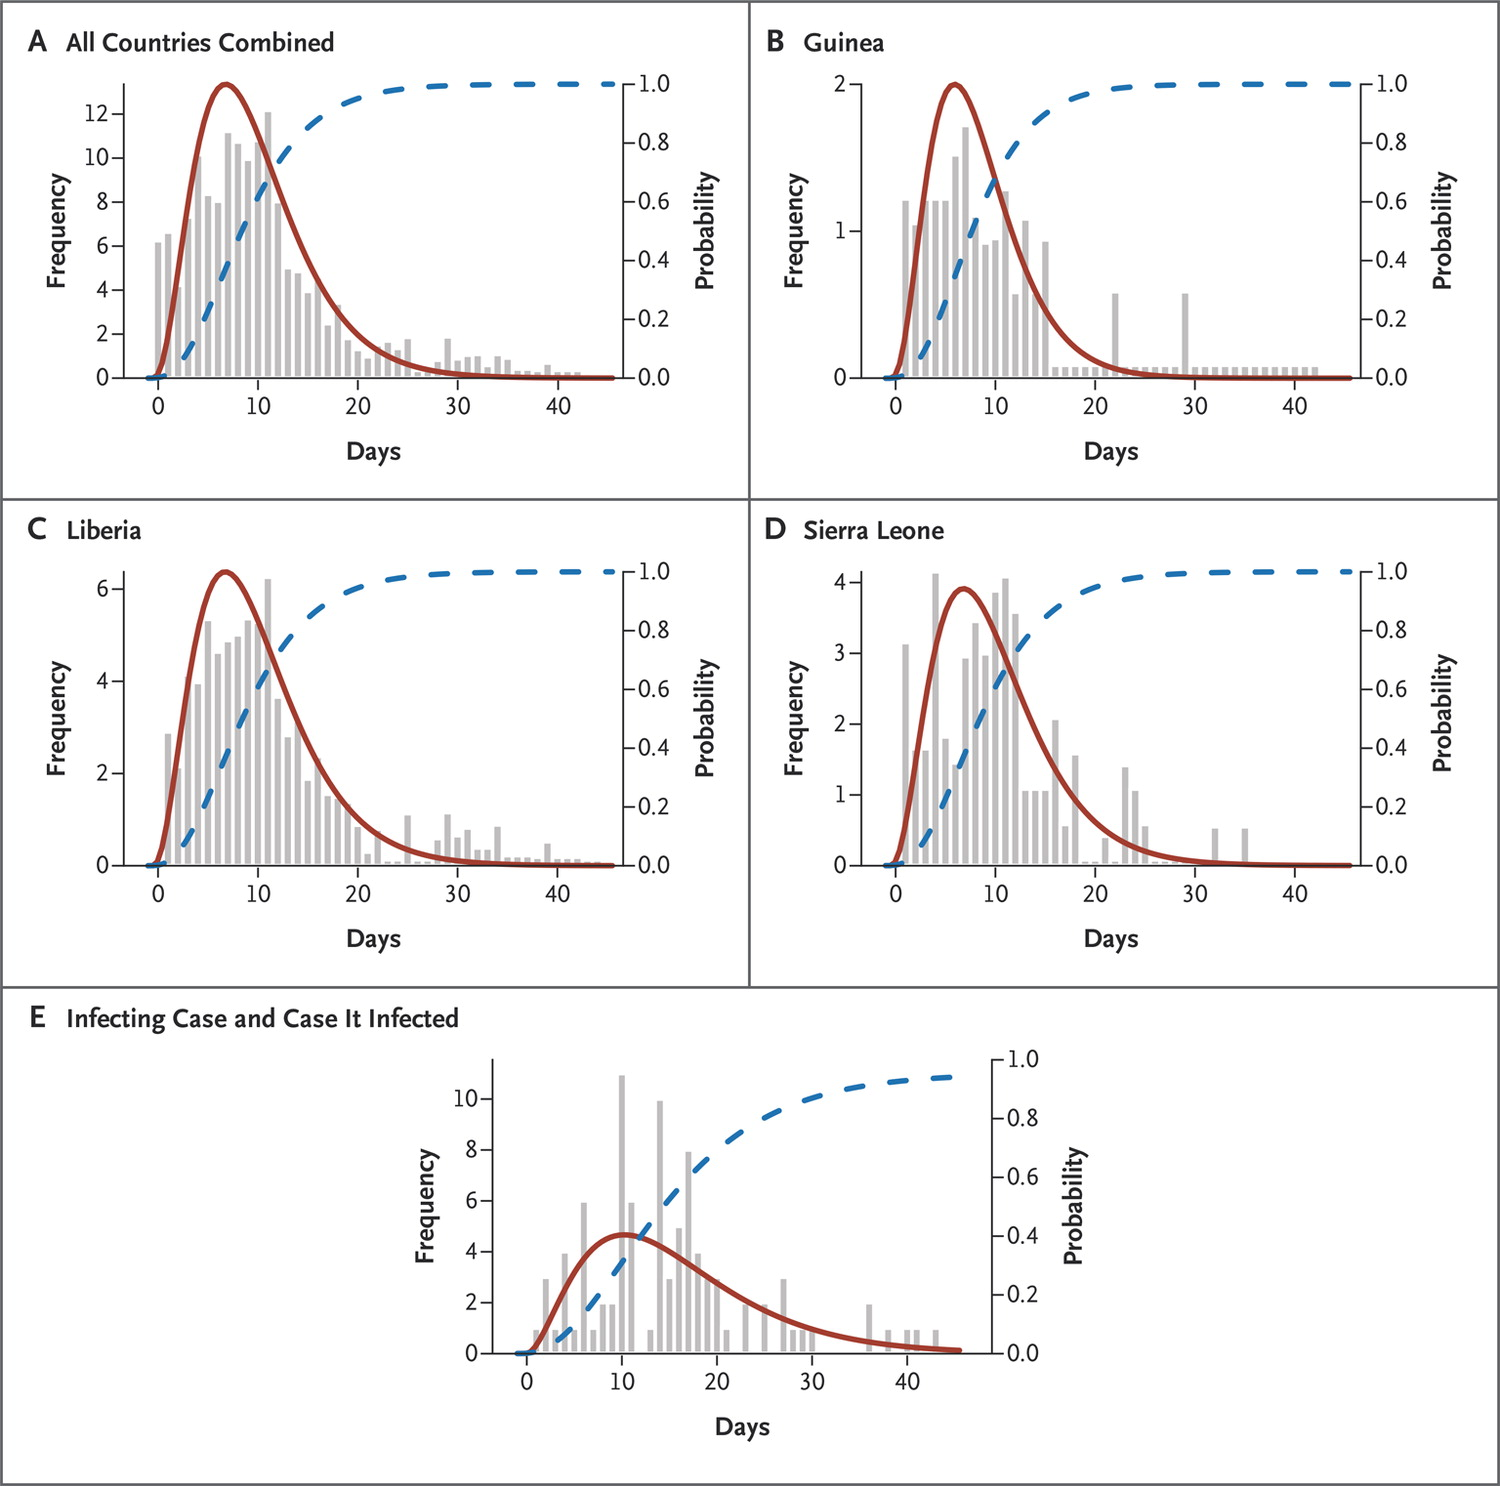 A All Countries Combined
12
10
8
6
4
2
0
Frequency
1.0
0.8
0.6
0.4
0.2
0.0
Probability
0 10 20 30 40
Days
B Guinea
2
1
0
Frequency
1.0
0.8
0.6
0.4
0.2
0.0
Probability
0 10 20 30 40
Days
C Liberia
6
4
2
0
Frequency
1.0
0.8
0.6
0.4
0.2
0.0
Probability
0 10 20 30 40
Days
D Sierra Leone
4
3
2
1
0
Frequency
1.0
0.8
0.6
0.4
0.2
0.0
Probability
0 10 20 30 40
Days
E Infecting Case and Case It Infected
10
8
6
4
2
0
Frequency
1.0
0.8
0.6
0.4
0.2
0.0
Probability
0 10 20 30 40
Days